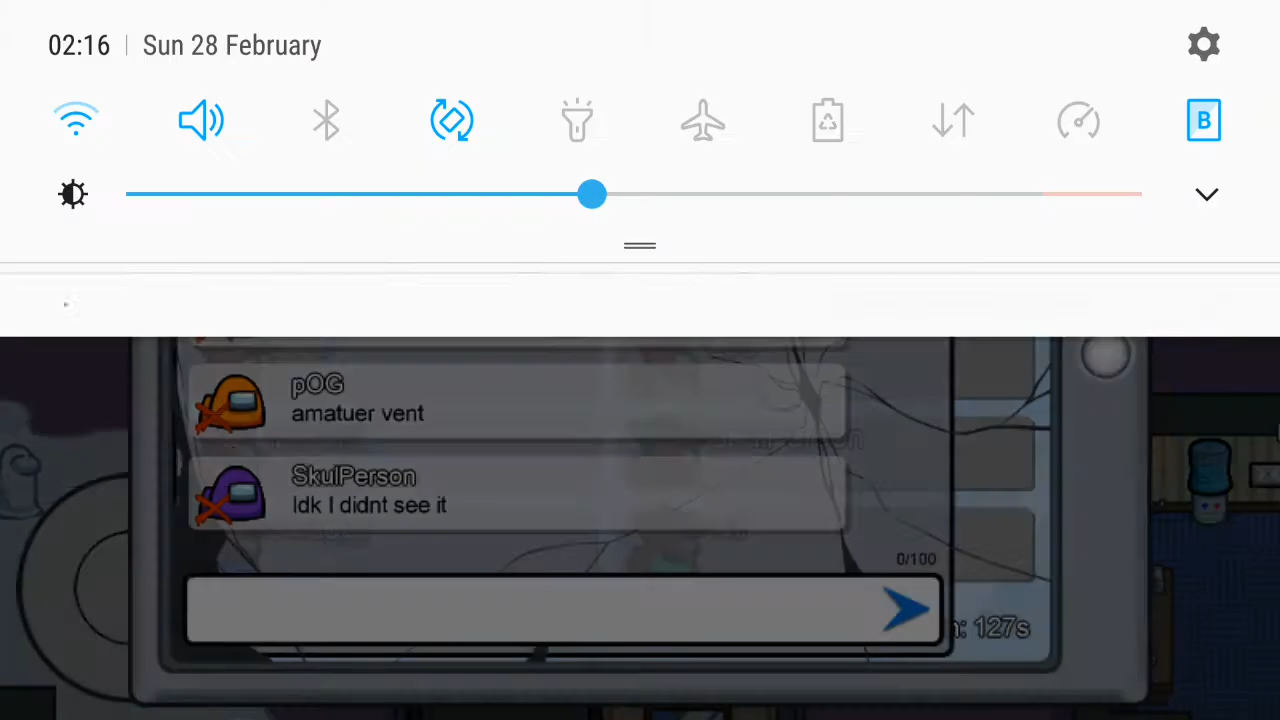 02:16 | Sun 28 February
B
pOG
amatuer vent
SkulPerson
Idk I didnt see it
0/100
: 127s